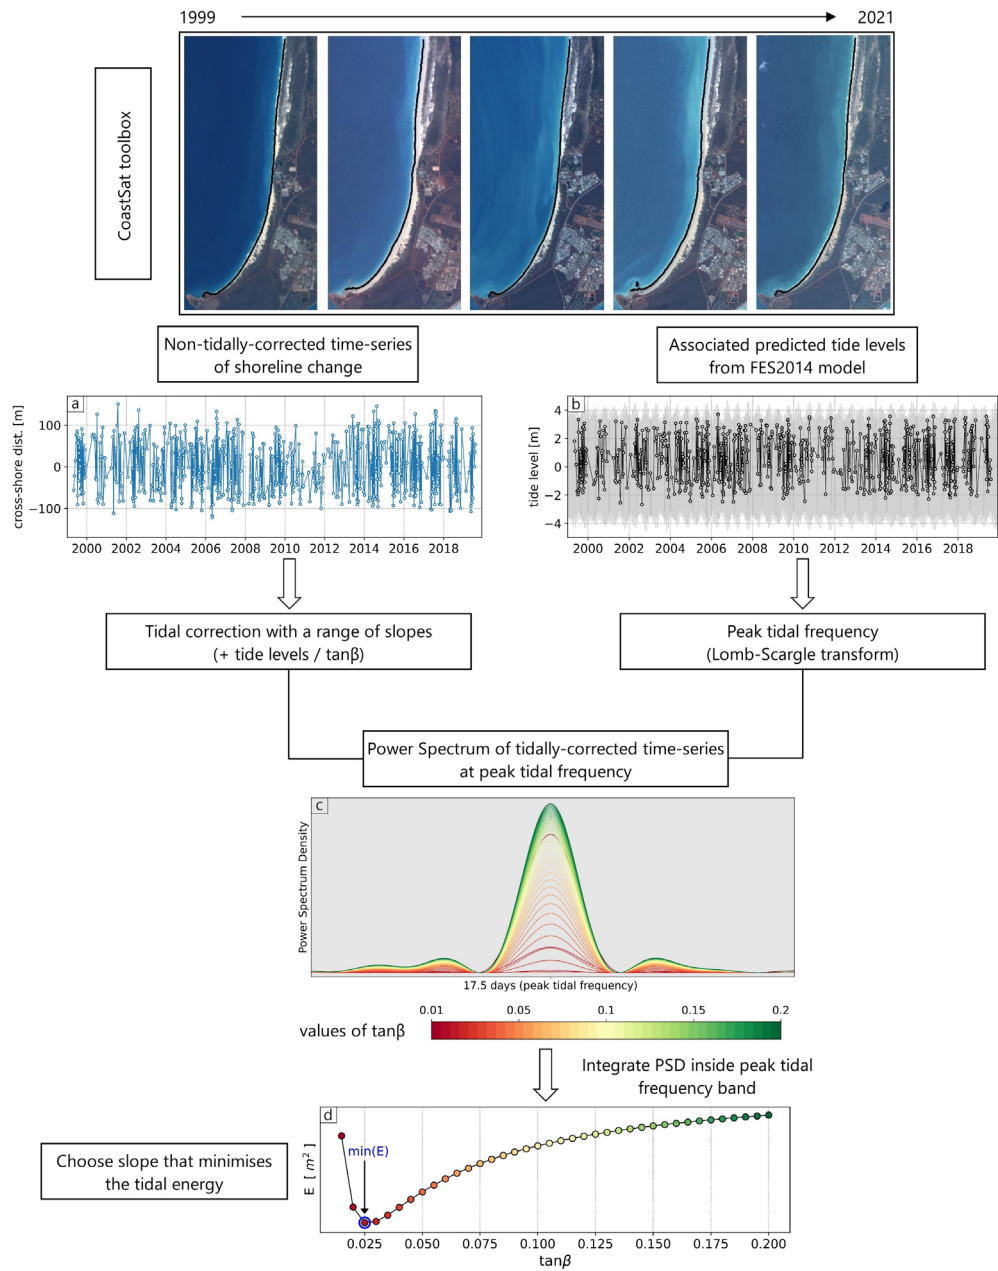 1999
2021
CoastSat toolbox
Non-tidally-corrected time-series
of shoreline change
Associated predicted tide levels
from FES2014 model
a
cross-shore dist. [m]
100
0
−100
2000 2002 2004 2006 2008 2010 2012 2014 2016 2018
b
tide level [m]
4
2
0
−2
−4
2000 2002 2004 2006 2008 2010 2012 2014 2016 2018
Tidal correction with a range of slopes
(+ tide levels / tanβ)
Peak tidal frequency
(Lomb-Scargle transform)
Power Spectrum of tidally-corrected time-series
at peak tidal frequency
c
Power Spectrum Density
17.5 days (peak tidal frequency)
values of tanβ
0.01 0.05 0.1 0.15 0.2
Integrate PSD inside peak tidal
frequency band
Choose slope that minimises
the tidal energy
d
E [ m² ]
min(E)
0.025 0.050 0.075 0.100 0.125 0.150 0.175 0.200
tanβ